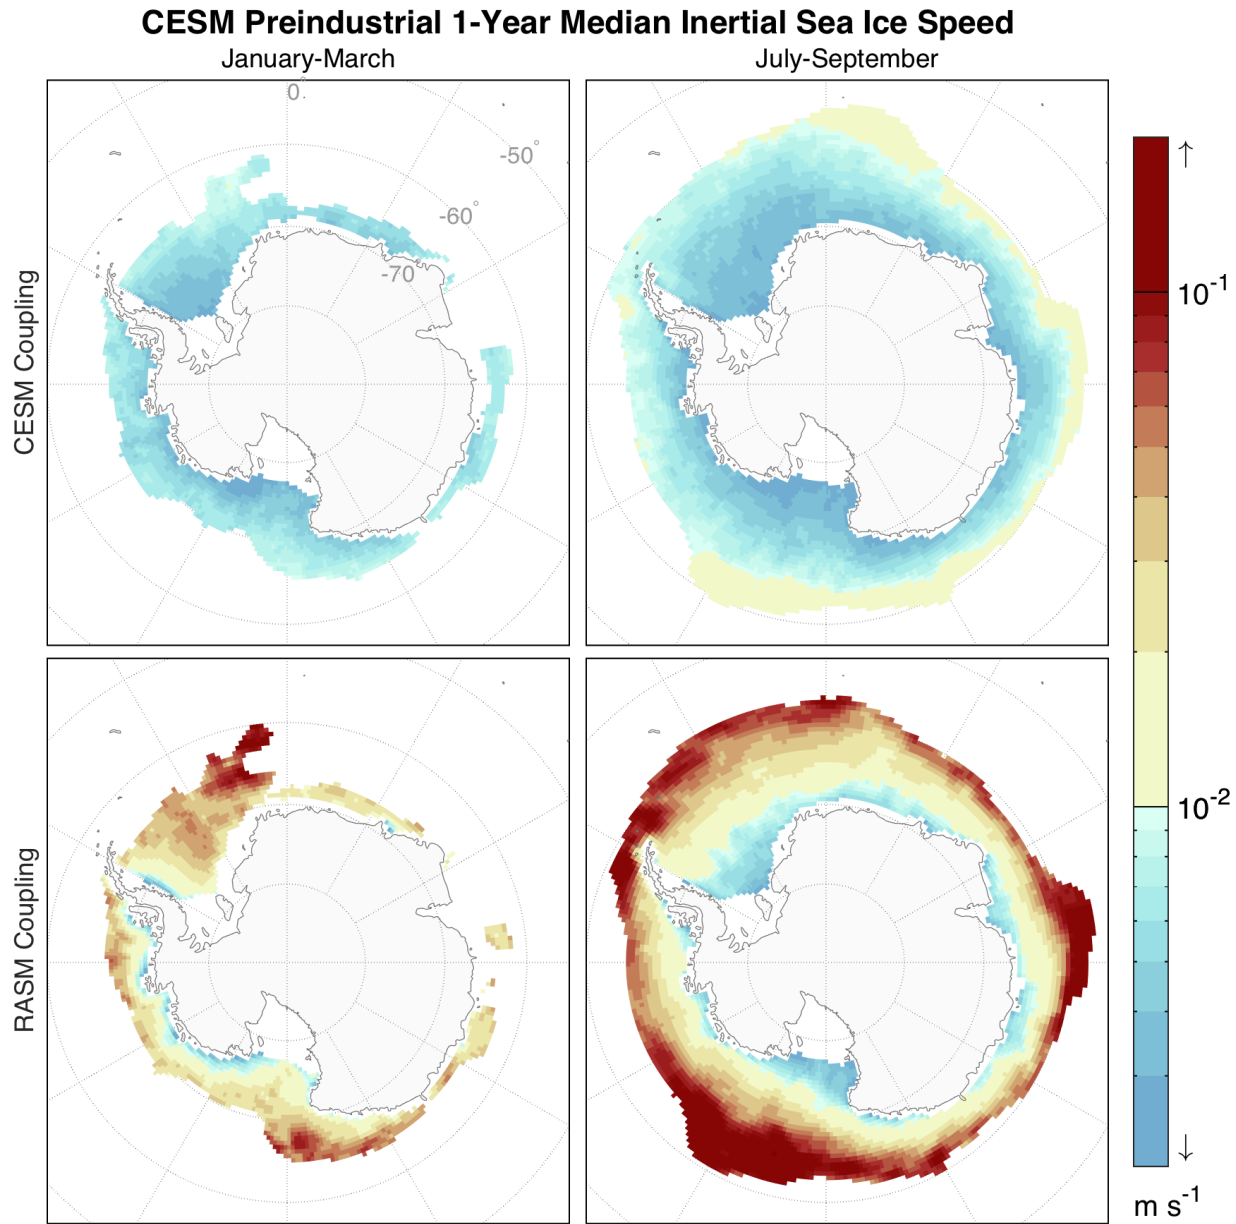 CESM Preindustrial 1-Year Median Inertial Sea Ice Speed
January-March
July-September
CESM Coupling
0°
-50°
-60°
-70°
↑
10⁻¹
10⁻²
RASM Coupling
↓
m s⁻¹